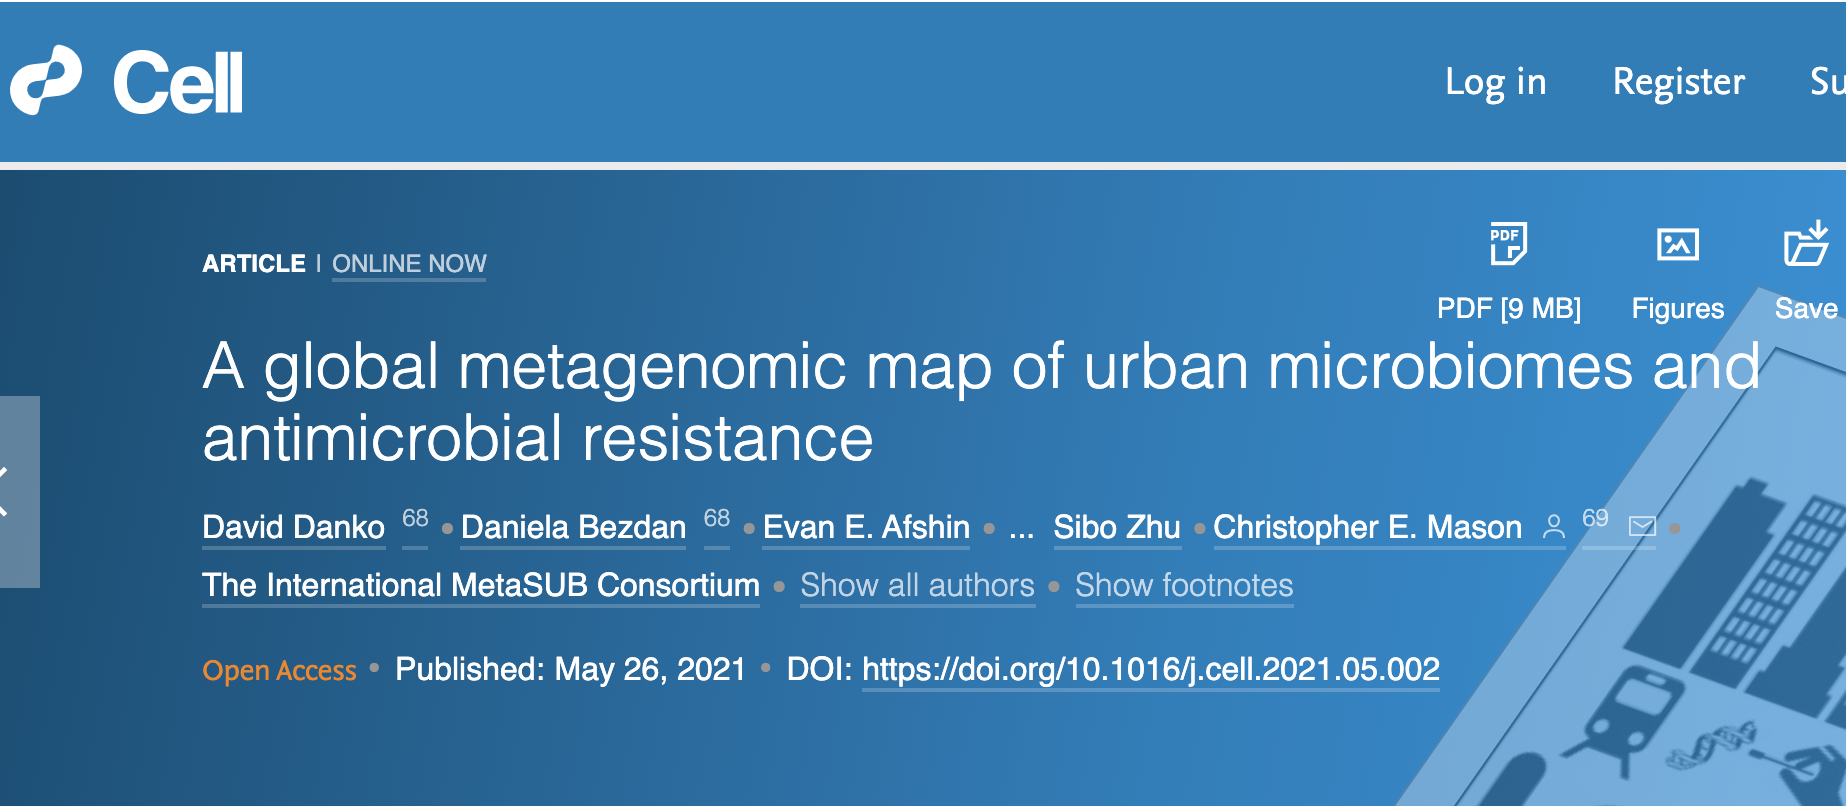 Cell
Log in Register Su
ARTICLE | ONLINE NOW
PDF
PDF [9 MB] Figures Save
A global metagenomic map of urban microbiomes and
antimicrobial resistance
David Danko 68 • Daniela Bezdan 68 • Evan E. Afshin • ... Sibo Zhu • Christopher E. Mason 69 •
The International MetaSUB Consortium • Show all authors • Show footnotes
Open Access • Published: May 26, 2021 • DOI: https://doi.org/10.1016/j.cell.2021.05.002